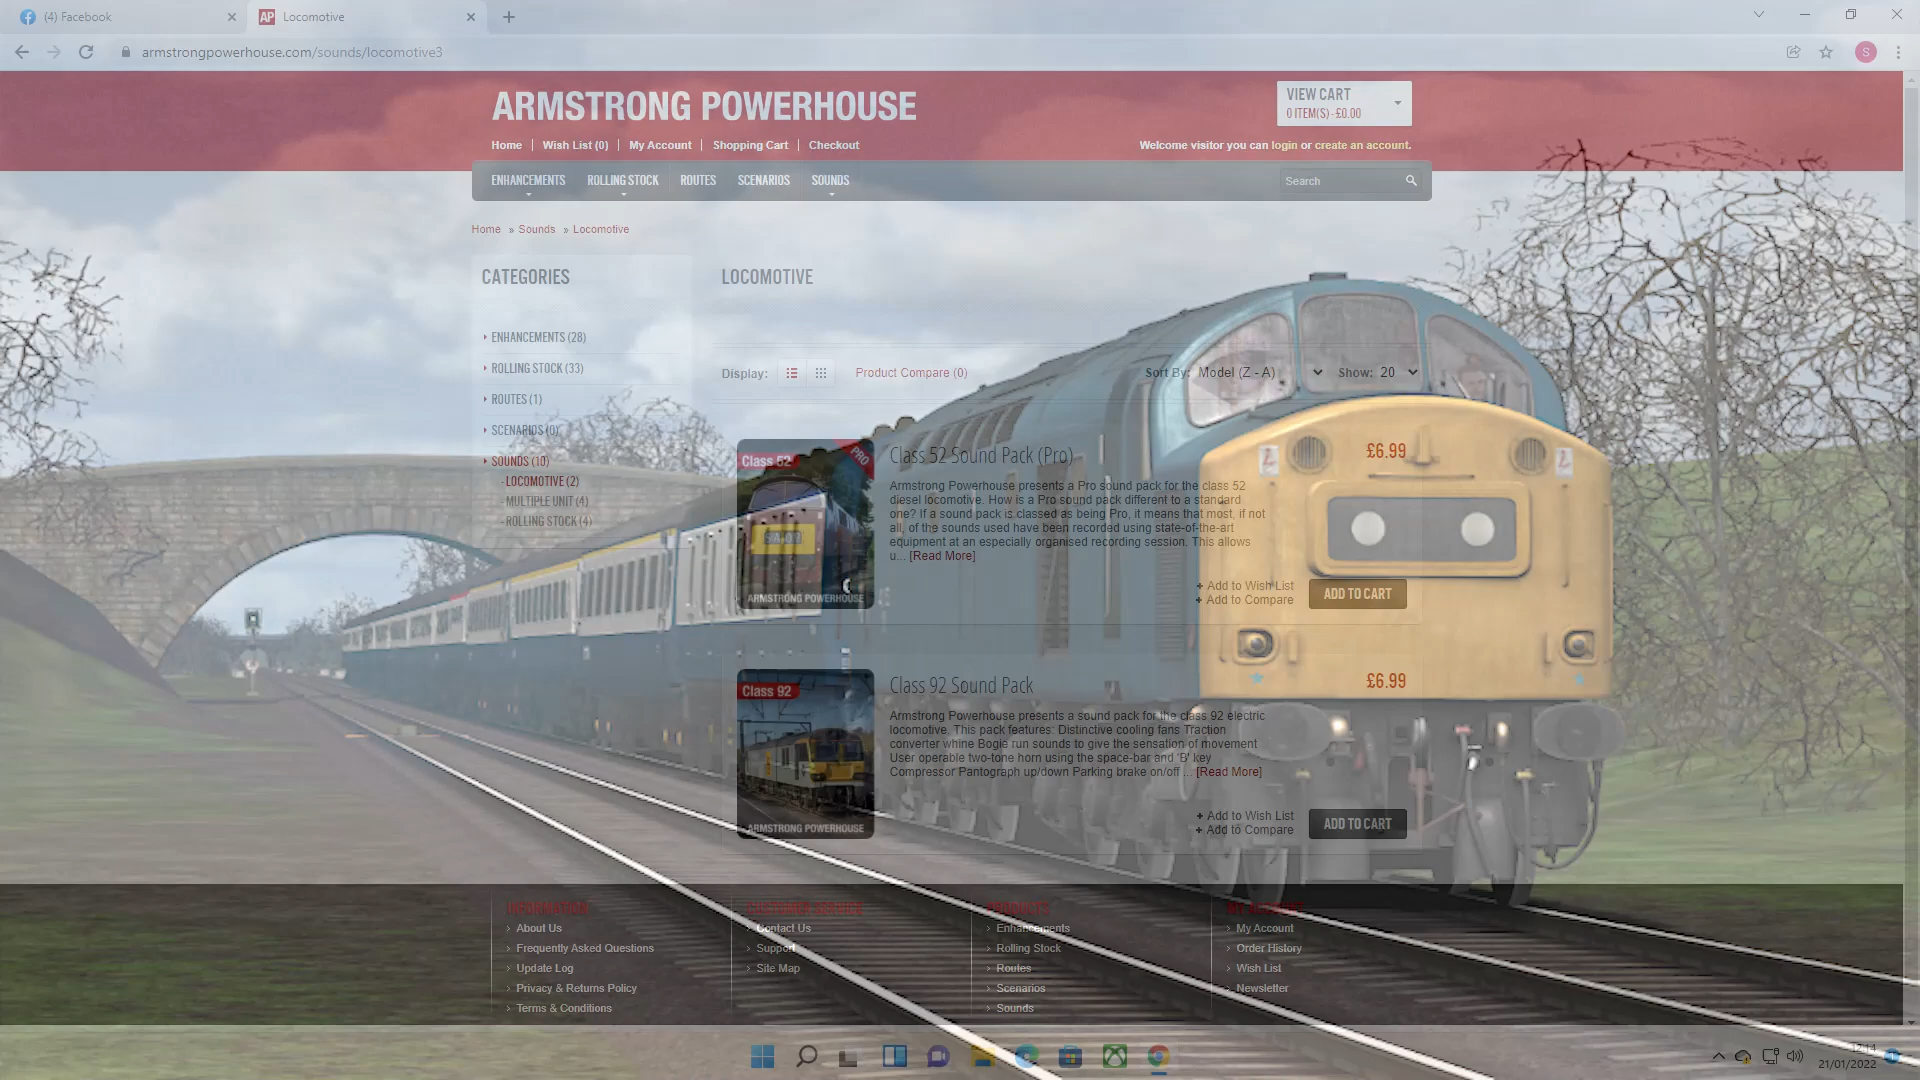 (4) Facebook
AP Locomotive
armstrongpowerhouse.com/sounds/locomotive3
S
ARMSTRONG POWERHOUSE
VIEW CART
0 ITEM(S) - £0.00
Home | Wish List (0) | My Account | Shopping Cart | Checkout
Welcome visitor you can login or create an account.
ENHANCEMENTS ROLLING STOCK ROUTES SCENARIOS SOUNDS
Search
Home » Sounds » Locomotive
CATEGORIES
ENHANCEMENTS (28)
ROLLING STOCK (33)
ROUTES (1)
SCENARIOS (0)
SOUNDS (10)
- LOCOMOTIVE (2)
- MULTIPLE UNIT (4)
- ROLLING STOCK (4)
LOCOMOTIVE
Display:
Product Compare (0)
Sort By: Model (Z - A)
Show: 20
Class 52
PRO
ARMSTRONG POWERHOUSE
Class 52 Sound Pack (Pro)
£6.99
Armstrong Powerhouse presents a Pro sound pack for the class 52
diesel locomotive. How is a Pro sound pack different to a standard
one? If a sound pack is classed as being Pro, it means that most, if not
all, of the sounds used have been recorded using state-of-the-art
equipment at an especially organised recording session. This allows
u... [Read More]
+ Add to Wish List
+ Add to Compare
ADD TO CART
Class 92
ARMSTRONG POWERHOUSE
Class 92 Sound Pack
£6.99
Armstrong Powerhouse presents a sound pack for the class 92 electric
locomotive. This pack features: Distinctive cooling fans Traction
converter whine Bogie run sounds to give the sensation of movement
User operable two-tone horn using the space-bar and 'B' key
Compressor Pantograph up/down Parking brake on/off ... [Read More]
+ Add to Wish List
+ Add to Compare
ADD TO CART
INFORMATION
About Us
Frequently Asked Questions
Update Log
Privacy & Returns Policy
Terms & Conditions
CUSTOMER SERVICE
Contact Us
Support
Site Map
PRODUCTS
Enhancements
Rolling Stock
Routes
Scenarios
Sounds
MY ACCOUNT
My Account
Order History
Wish List
Newsletter
12:14
21/01/2022